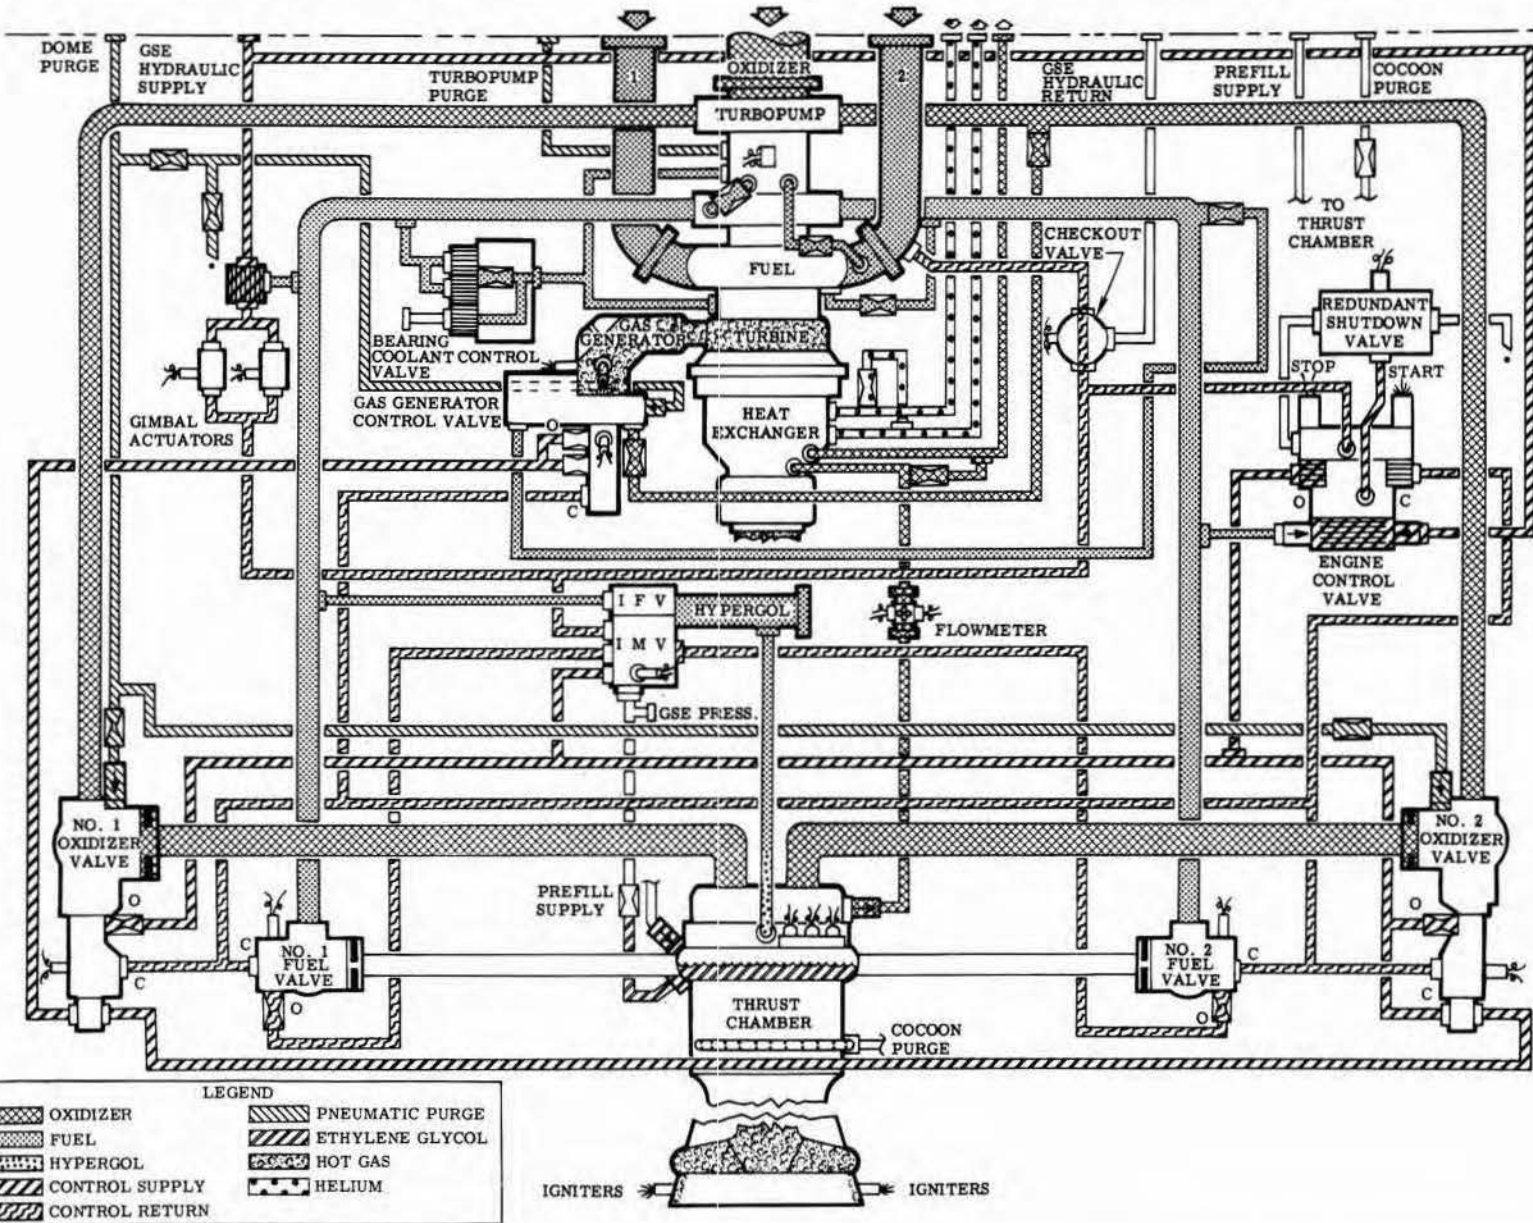 DOME
PURGE
GSE
HYDRAULIC
SUPPLY
TURBOPUMP
PURGE
1
OXIDIZER
2
GSE
HYDRAULIC
RETURN
PREFILL
SUPPLY
COCOON
PURGE
TURBOPUMP
TO
THRUST
CHAMBER
CHECKOUT
VALVE
FUEL
REDUNDANT
SHUTDOWN
VALVE
GAS
GENERATOR
TURBINE
BEARING
COOLANT CONTROL
VALVE
STOP
START
GAS GENERATOR
CONTROL VALVE
GIMBAL
ACTUATORS
HEAT
EXCHANGER
O
C
O
C
ENGINE
CONTROL
VALVE
I F V
HYPERGOL
FLOWMETER
I M V
GSE PRESS.
NO. 1
OXIDIZER
VALVE
NO. 2
OXIDIZER
VALVE
PREFILL
SUPPLY
O
O
C
NO. 1
FUEL
VALVE
NO. 2
FUEL
VALVE
C
C
O
O
C
THRUST
CHAMBER
COCOON
PURGE
LEGEND
OXIDIZER
PNEUMATIC PURGE
FUEL
ETHYLENE GLYCOL
HYPERGOL
HOT GAS
CONTROL SUPPLY
HELIUM
CONTROL RETURN
IGNITERS
IGNITERS